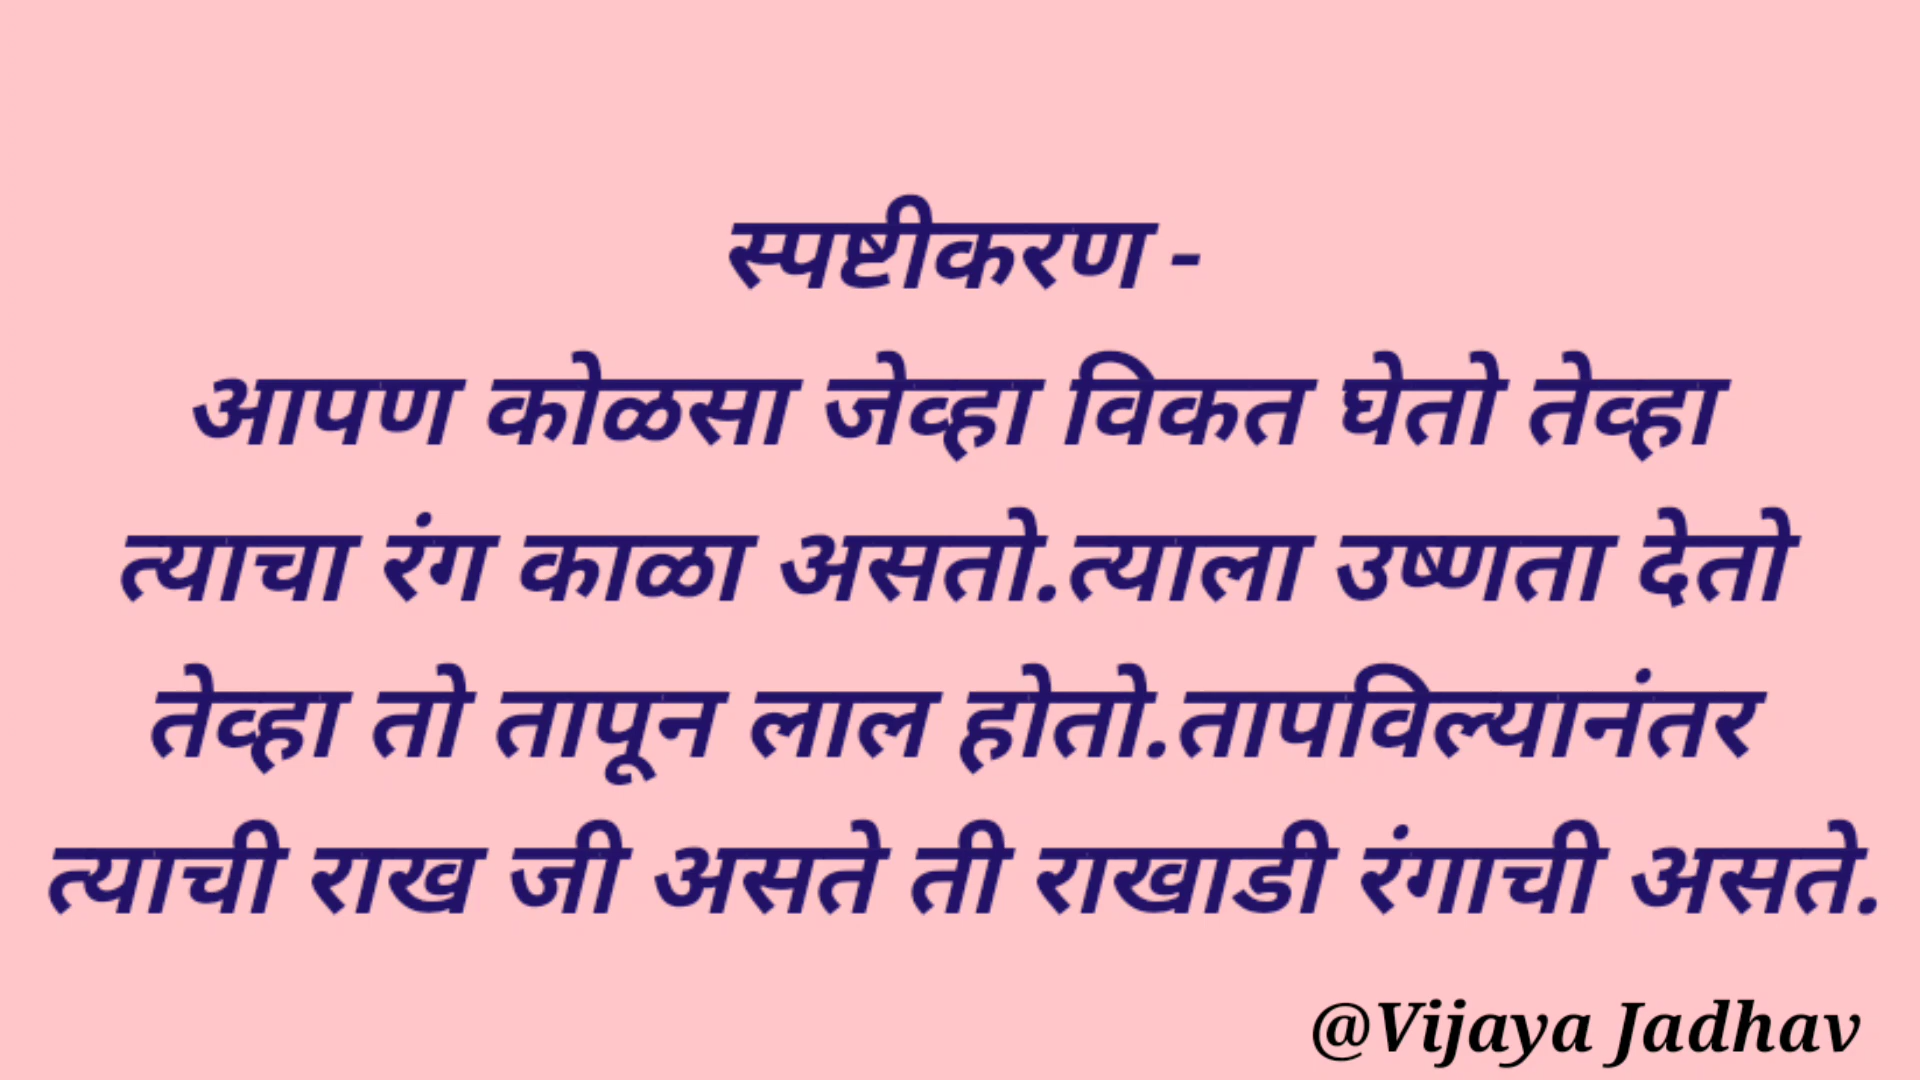 स्पष्टीकरण -
आपण कोळसा जेव्हा विकत घेतो तेव्हा
त्याचा रंग काळा असतो.त्याला उष्णता देतो
तेव्हा तो तापून लाल होतो.तापविल्यानंतर
त्याची राख जी असते ती राखाडी रंगाची असते.
@Vijaya Jadhav